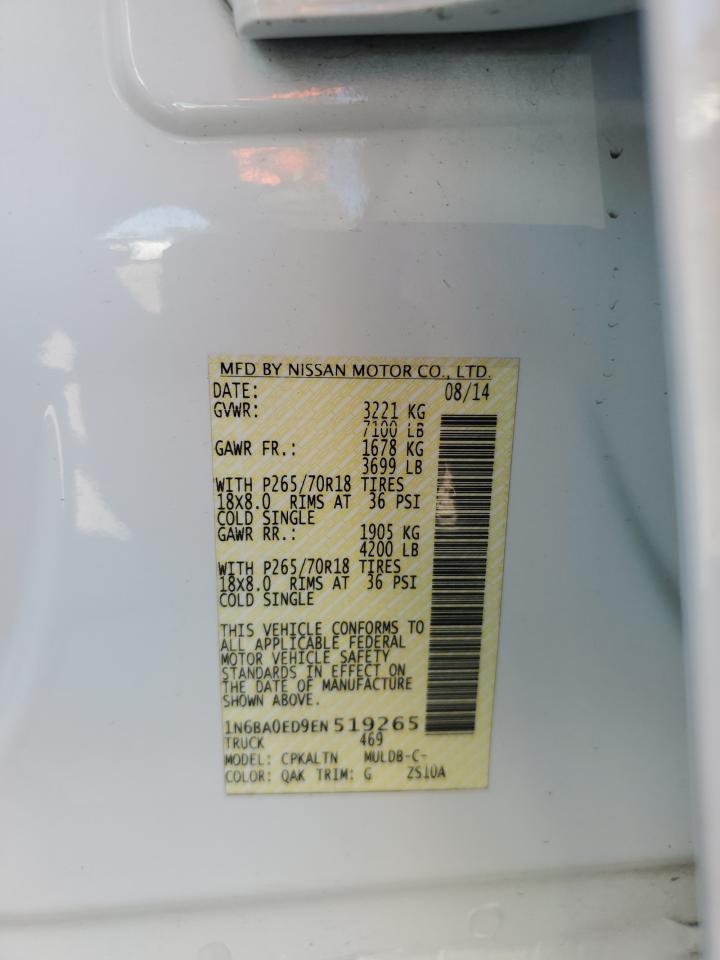 MFD BY NISSAN MOTOR CO., LTD.
DATE: 08/14
GVWR: 3221 KG
7100 LB
GAWR FR.: 1678 KG
3699 LB
WITH P265/70R18 TIRES
18X8.0 RIMS AT 36 PSI
COLD SINGLE
GAWR RR.: 1905 KG
4200 LB
WITH P265/70R18 TIRES
18X8.0 RIMS AT 36 PSI
COLD SINGLE
THIS VEHICLE CONFORMS TO
ALL APPLICABLE FEDERAL
MOTOR VEHICLE SAFETY
STANDARDS IN EFFECT ON
THE DATE OF MANUFACTURE
SHOWN ABOVE.
1N6BA0ED9EN519265
TRUCK 469
MODEL: CPKALTN MULDB-C-
COLOR: QAK TRIM: G ZS10A